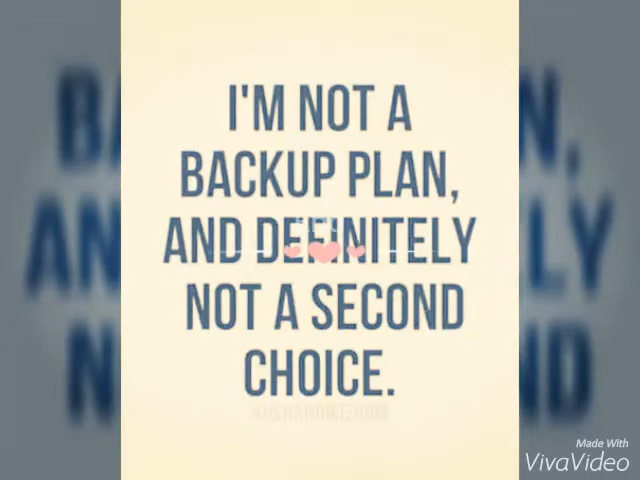 I'M NOT A
BACKUP PLAN,
AND DEFINITELY
NOT A SECOND
CHOICE.
Made With
VivaVideo